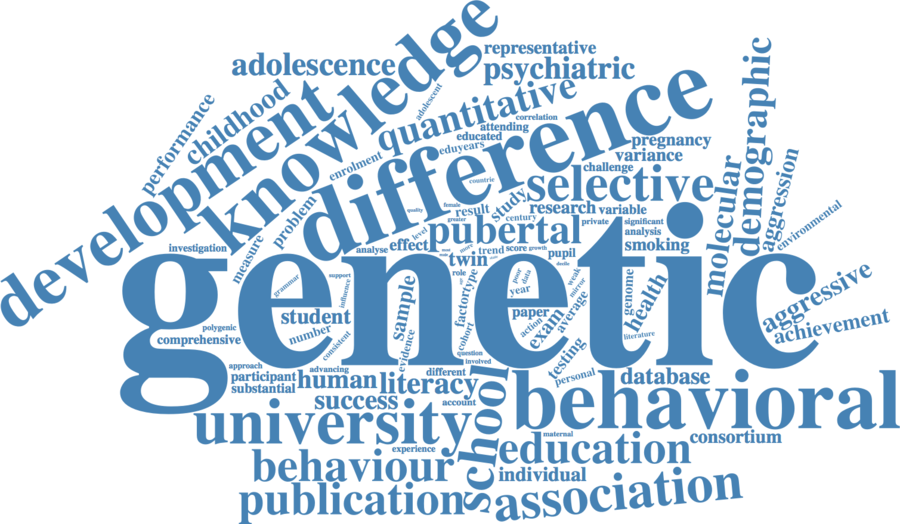 knowledge
representative
adolescence
psychiatric
demographic
development
childhood
performance
adolescent
quantitative
difference
correlation
attending
educated
eduyears
pregnancy
variance
enrolment
challenge
countrie
selective
molecular
aggression
environmental
problem
measure
quality
female
greater
result
study
century
research
variable
private
significant
analysis
smoking
pubertal
level
investigation
analyse
effect
trend
score
growth
pupil
twin
role
genetic
grammar
support
influence
sample
factortype
poor
data
year
weak
mirror
genome
health
aggressive
achievement
polygenic
comprehensive
student
number
consistent
evidence
cohort
paper
action
exam
average
literature
question
involved
testing
personal
approach
participant
substantial
advancing
human
literacy
different
database
success
account
school
behavioral
university
experience
maternal
education
consortium
behaviour
individual
publication
association